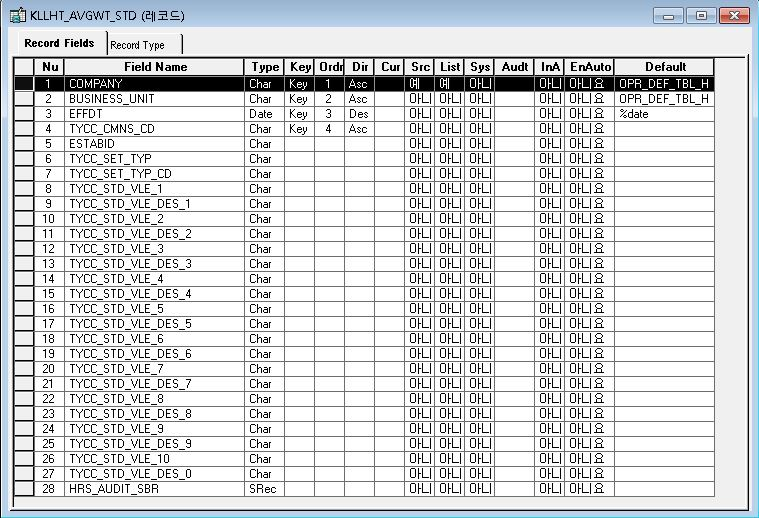 KLLHT_AVGWT_STD (레코드)
Record Fields Record Type
Nu Field Name Type Key Ordr Dir Cur Src List Sys Audt InA EnAuto Default
1 COMPANY Char Key 1 Asc 예 예 아니 아니 아니요 OPR_DEF_TBL_H
2 BUSINESS_UNIT Char Key 2 Asc 아니 아니 아니 아니 아니요 OPR_DEF_TBL_H
3 EFFDT Date Key 3 Des 아니 아니 아니 아니 아니요 %date
4 TYCC_CMNS_CD Char Key 4 Asc 아니 아니 아니 아니 아니요
5 ESTABID Char 아니 아니 아니 아니 아니요
6 TYCC_SET_TYP Char 아니 아니 아니 아니 아니요
7 TYCC_SET_TYP_CD Char 아니 아니 아니 아니 아니요
8 TYCC_STD_VLE_1 Char 아니 아니 아니 아니 아니요
9 TYCC_STD_VLE_DES_1 Char 아니 아니 아니 아니 아니요
10 TYCC_STD_VLE_2 Char 아니 아니 아니 아니 아니요
11 TYCC_STD_VLE_DES_2 Char 아니 아니 아니 아니 아니요
12 TYCC_STD_VLE_3 Char 아니 아니 아니 아니 아니요
13 TYCC_STD_VLE_DES_3 Char 아니 아니 아니 아니 아니요
14 TYCC_STD_VLE_4 Char 아니 아니 아니 아니 아니요
15 TYCC_STD_VLE_DES_4 Char 아니 아니 아니 아니 아니요
16 TYCC_STD_VLE_5 Char 아니 아니 아니 아니 아니요
17 TYCC_STD_VLE_DES_5 Char 아니 아니 아니 아니 아니요
18 TYCC_STD_VLE_6 Char 아니 아니 아니 아니 아니요
19 TYCC_STD_VLE_DES_6 Char 아니 아니 아니 아니 아니요
20 TYCC_STD_VLE_7 Char 아니 아니 아니 아니 아니요
21 TYCC_STD_VLE_DES_7 Char 아니 아니 아니 아니 아니요
22 TYCC_STD_VLE_8 Char 아니 아니 아니 아니 아니요
23 TYCC_STD_VLE_DES_8 Char 아니 아니 아니 아니 아니요
24 TYCC_STD_VLE_9 Char 아니 아니 아니 아니 아니요
25 TYCC_STD_VLE_DES_9 Char 아니 아니 아니 아니 아니요
26 TYCC_STD_VLE_10 Char 아니 아니 아니 아니 아니요
27 TYCC_STD_VLE_DES_0 Char 아니 아니 아니 아니 아니요
28 HRS_AUDIT_SBR SRec 아니 아니 아니 아니 아니요